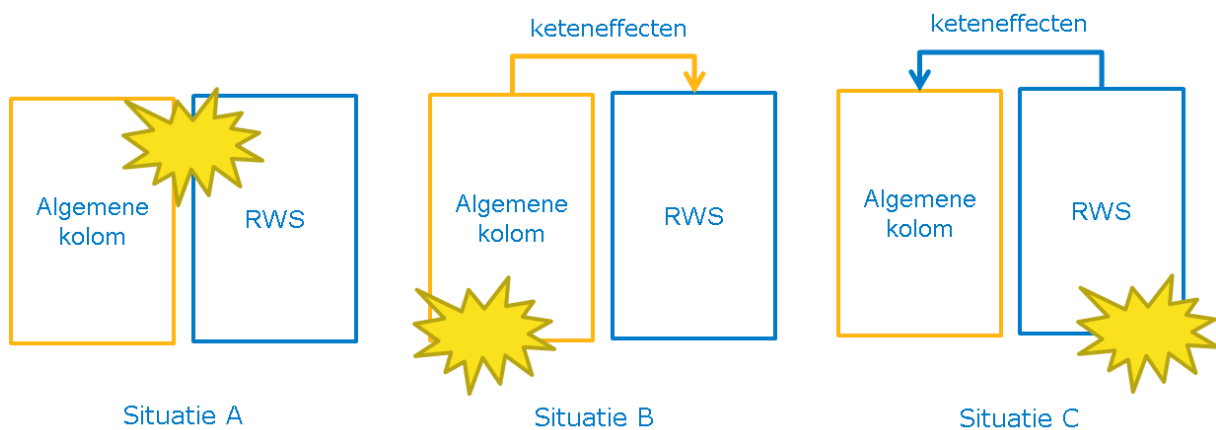 keteneffecten
keteneffecten
Algemene
kolom
RWS
Algemene
kolom
RWS
Algemene
kolom
RWS
Situatie A
Situatie B
Situatie C